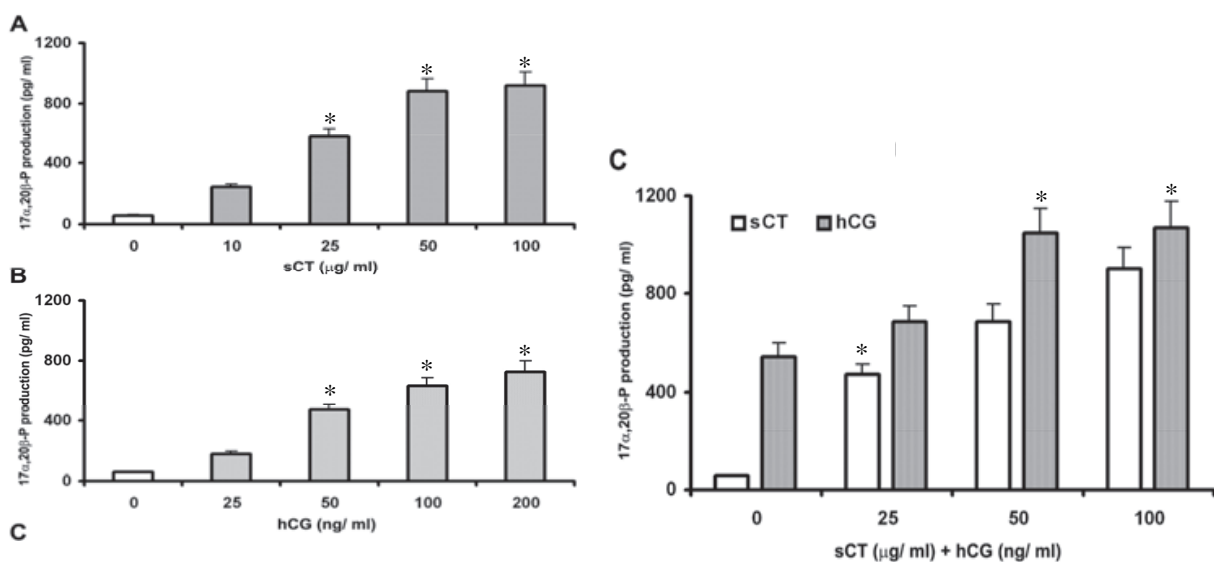 A
17α,20β-P production (pg/ ml)
1200
800
400
0
*
*
*
0 10 25 50 100
sCT (μg/ ml)
B
17α,20β-P production (pg/ ml)
1200
800
400
0
*
*
*
0 25 50 100 200
hCG (ng/ ml)
C
C
17α,20β-P production (pg/ ml)
1200
800
400
0
sCT hCG
*
*
*
0 25 50 100
sCT (μg/ ml) + hCG (ng/ ml)